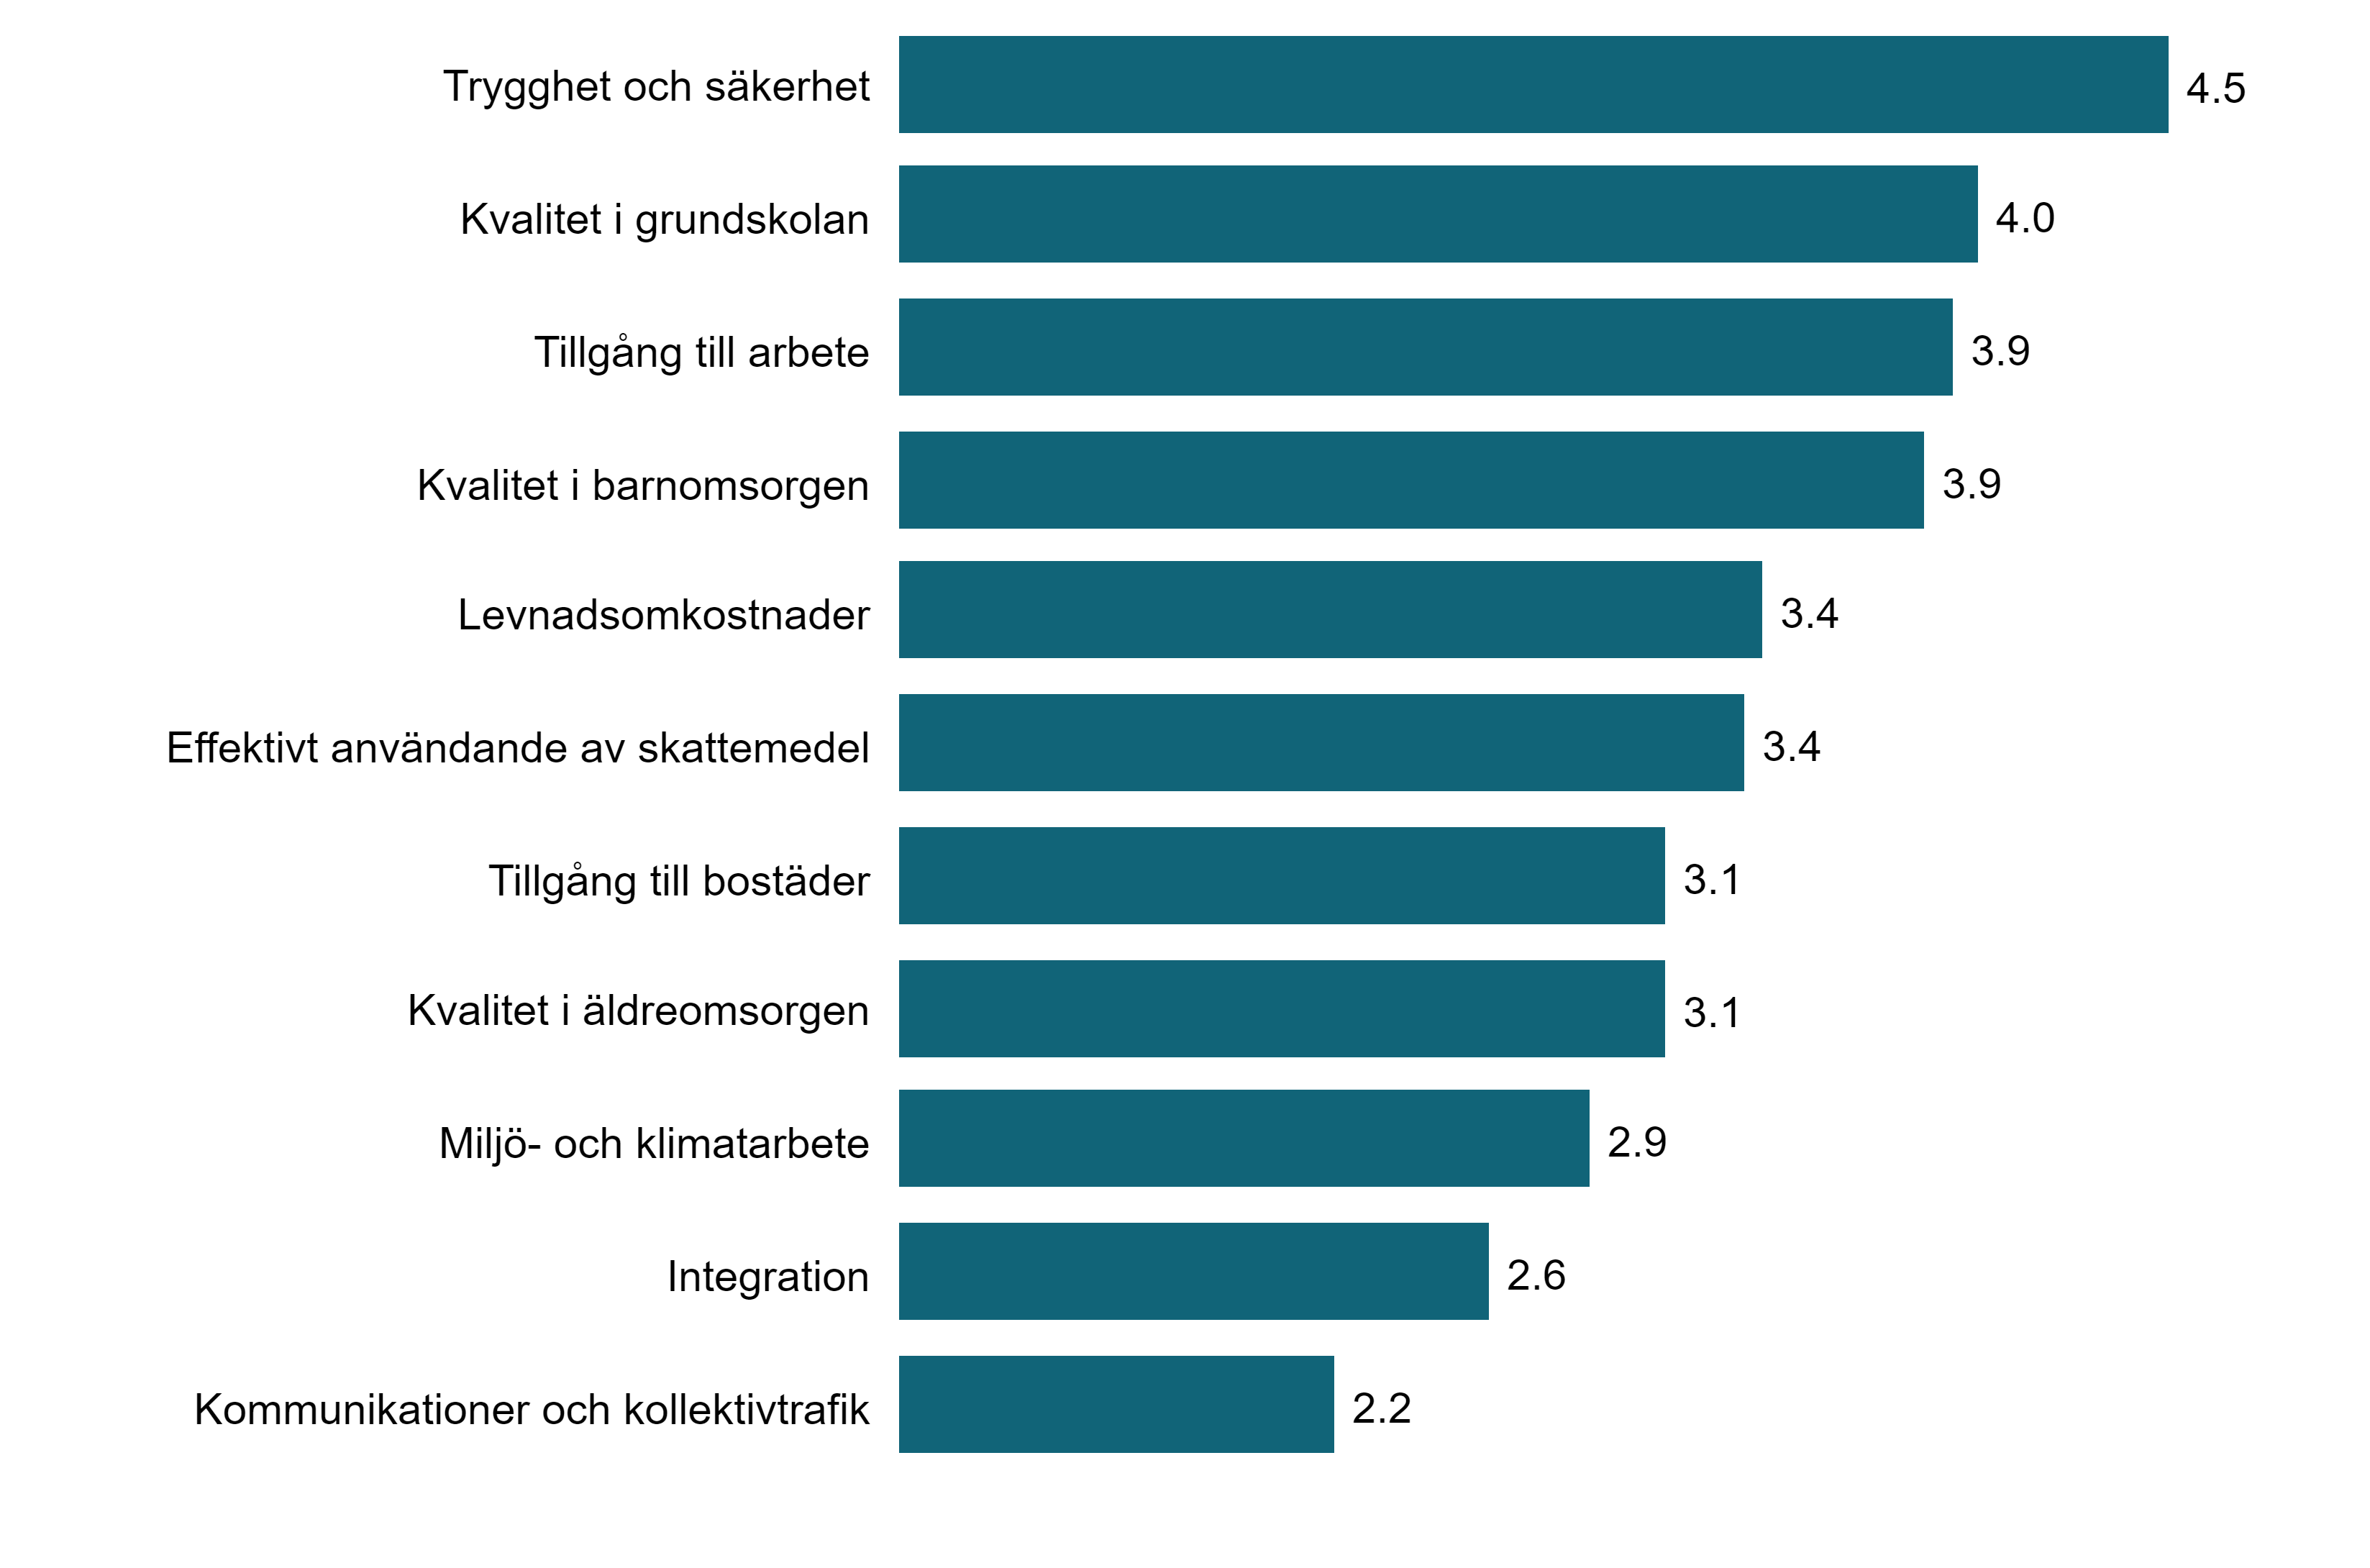 Trygghet och säkerhet 4.5
Kvalitet i grundskolan 4.0
Tillgång till arbete 3.9
Kvalitet i barnomsorgen 3.9
Levnadsomkostnader 3.4
Effektivt användande av skattemedel 3.4
Tillgång till bostäder 3.1
Kvalitet i äldreomsorgen 3.1
Miljö- och klimatarbete 2.9
Integration 2.6
Kommunikationer och kollektivtrafik 2.2